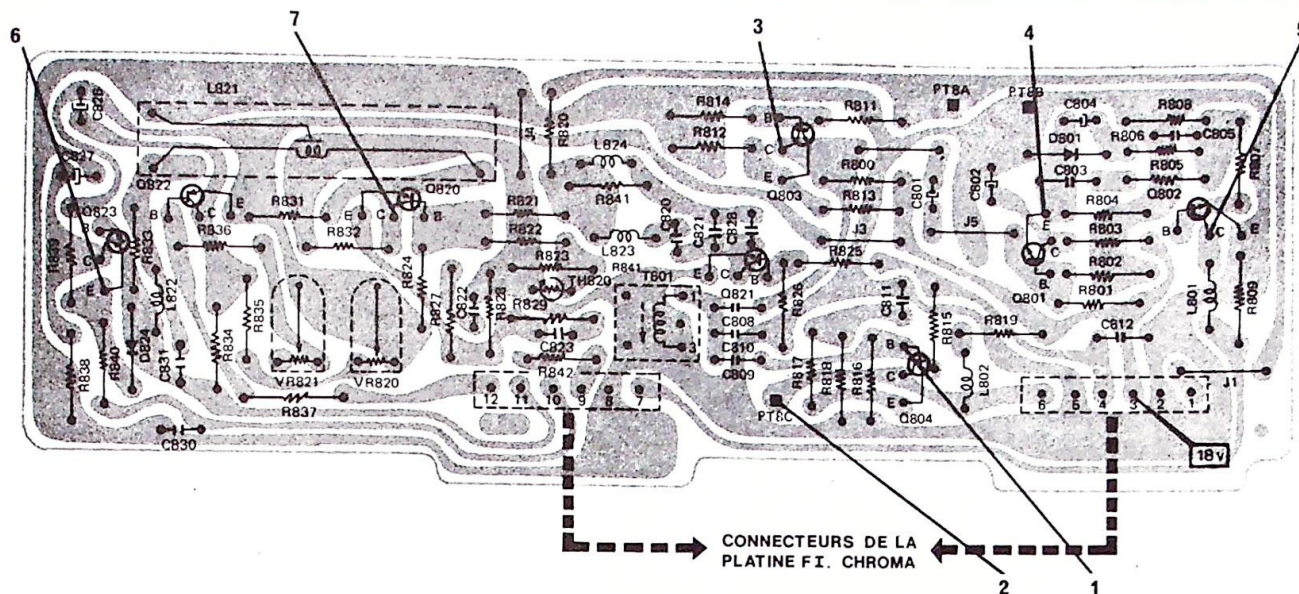 6
7
3
4
5
L821
C826
C827
Q822
Q820
B
C
E
E
C
B
Q823
B
C
E
R839
R833
R831
R836
R832
R824
J4
R820
L824
R841
R821
R822
L823
R823
R841
TH820
R829
C823
R842
R827
C822
R828
C820
C821
C828
E
C
B
T801
1
3
Q821
C808
C810
C809
R826
R814
R812
B
C
E
Q803
R811
R800
R813
J3
R825
C801
PT8A
PT8B
C802
J5
C804
D801
C803
R808
R806
C805
R805
Q802
R807
R804
R803
R802
R801
E
C
B
Q801
B
C
E
L801
R809
C811
R815
R819
C812
L802
R817
R818
R816
B
C
E
Q804
PT8C
L822
R835
R834
D824
R840
R838
C831
VR821
VR820
R837
C830
12
11
10
9
8
7
6
4
3
2
1
J1
18v
CONNECTEURS DE LA
PLATINE FI. CHROMA
2
1